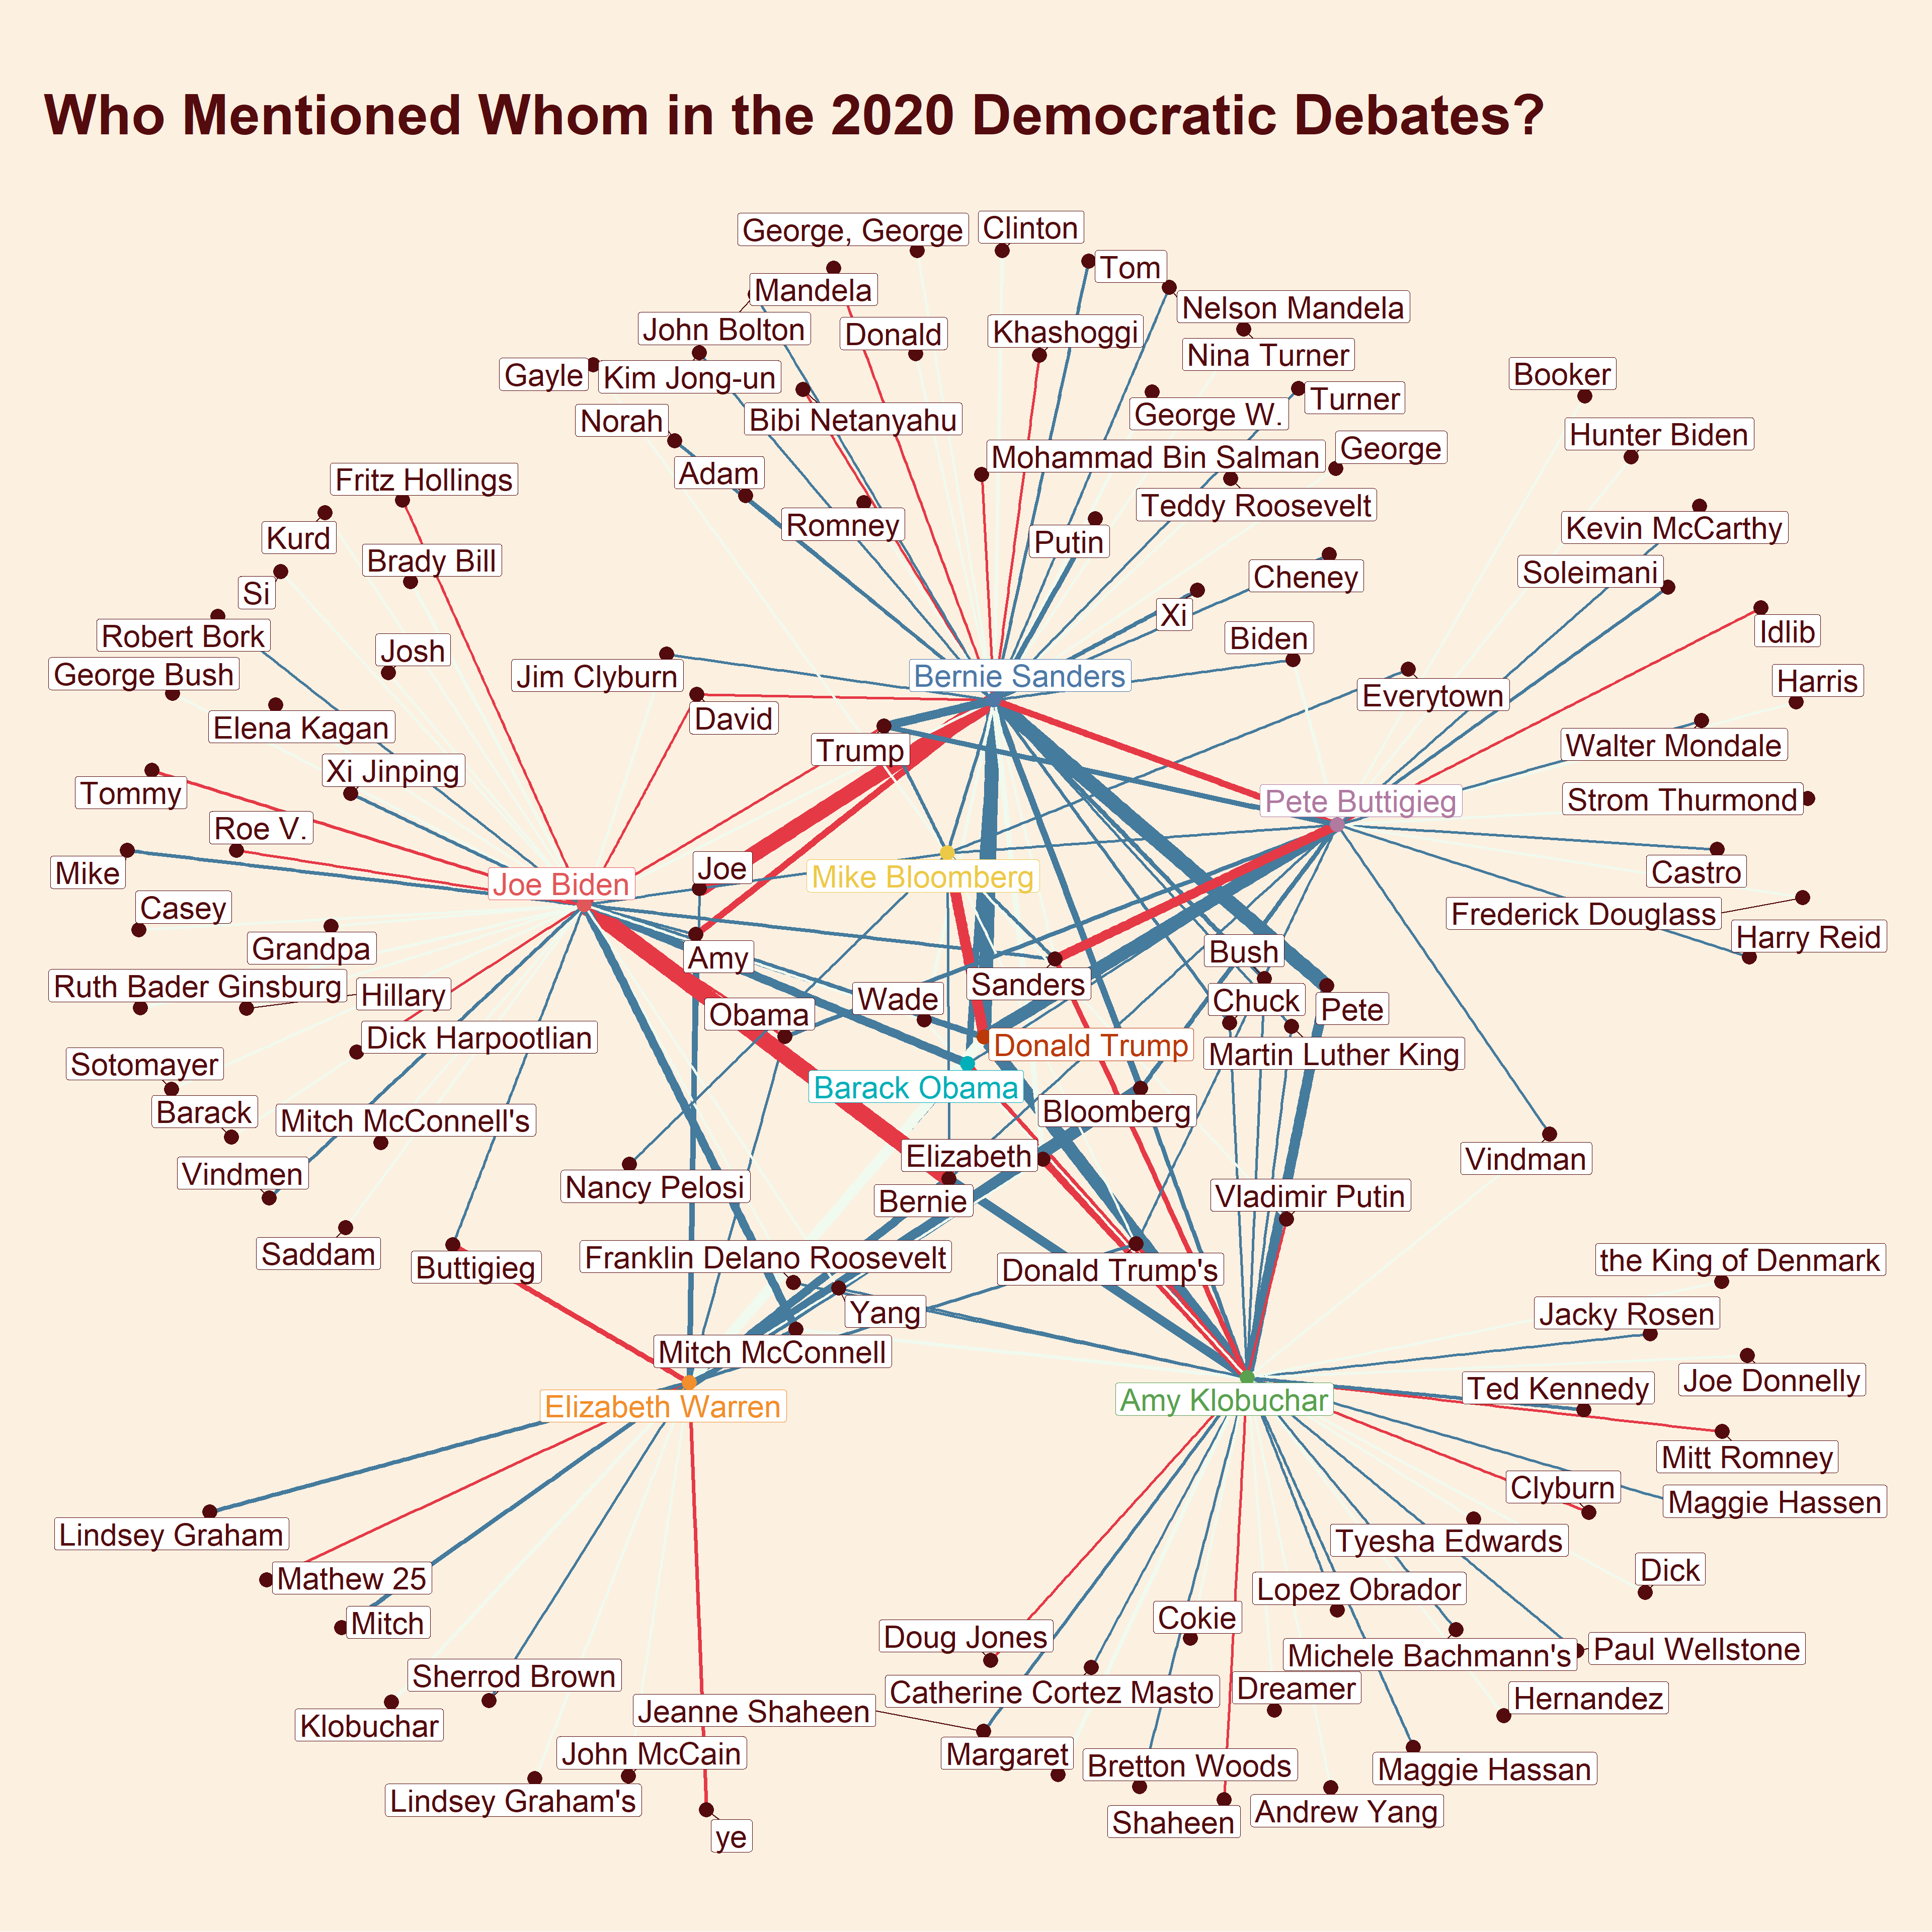 Who Mentioned Whom in the 2020 Democratic Debates?
George, George
Clinton
Tom
Mandela
Nelson Mandela
John Bolton
Donald
Khashoggi
Nina Turner
Gayle
Kim Jong-un
Booker
Norah
Bibi Netanyahu
George W.
Turner
Hunter Biden
Adam
Mohammad Bin Salman
George
Fritz Hollings
Teddy Roosevelt
Kurd
Romney
Putin
Kevin McCarthy
Brady Bill
Cheney
Soleimani
Si
Xi
Robert Bork
Biden
Idlib
George Bush
Josh
Jim Clyburn
Bernie Sanders
Everytown
Harris
Elena Kagan
David
Trump
Walter Mondale
Xi Jinping
Tommy
Pete Buttigieg
Strom Thurmond
Roe V.
Mike
Joe Biden
Joe
Mike Bloomberg
Castro
Casey
Frederick Douglass
Grandpa
Amy
Bush
Harry Reid
Ruth Bader Ginsburg
Hillary
Wade
Sanders
Chuck
Pete
Obama
Dick Harpootlian
Donald Trump
Martin Luther King
Sotomayer
Barack Obama
Barack
Mitch McConnell's
Bloomberg
Vindmen
Nancy Pelosi
Elizabeth
Vindman
Bernie
Vladimir Putin
Saddam
Buttigieg
Franklin Delano Roosevelt
Donald Trump's
the King of Denmark
Yang
Jacky Rosen
Mitch McConnell
Elizabeth Warren
Amy Klobuchar
Ted Kennedy
Joe Donnelly
Mitt Romney
Clyburn
Maggie Hassen
Lindsey Graham
Tyesha Edwards
Mathew 25
Dick
Lopez Obrador
Mitch
Cokie
Doug Jones
Michele Bachmann's
Paul Wellstone
Sherrod Brown
Catherine Cortez Masto
Dreamer
Hernandez
Klobuchar
Jeanne Shaheen
John McCain
Margaret
Bretton Woods
Maggie Hassan
Lindsey Graham's
Shaheen
Andrew Yang
ye